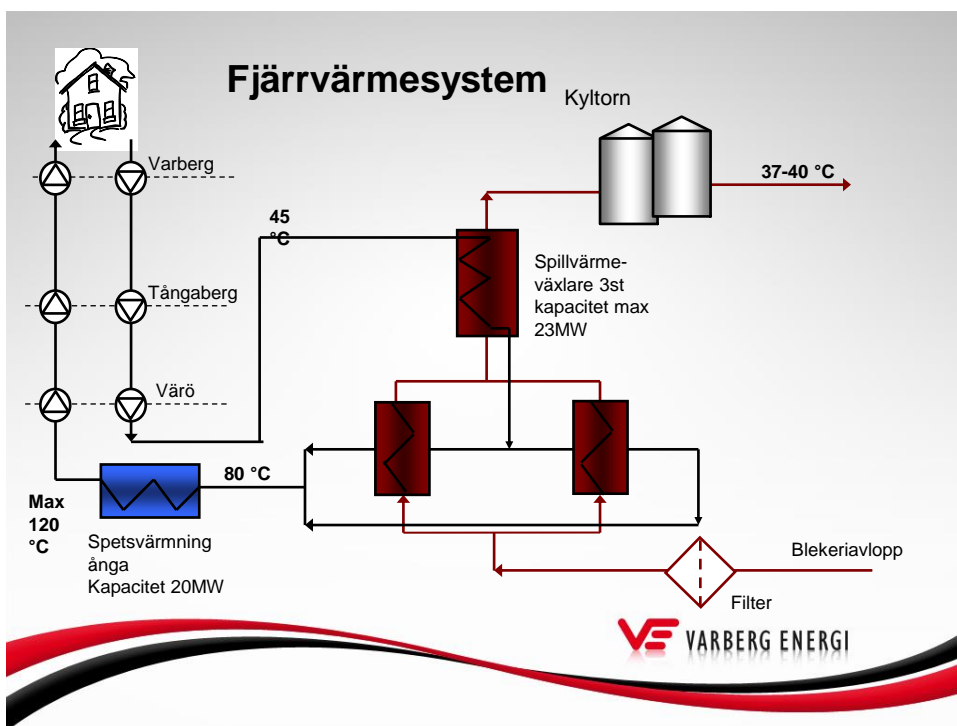 Fjärrvärmesystem
Kyltorn
Varberg
37-40 °C
45
°C
Spillvärme-
växlare 3st
kapacitet max
23MW
Tångaberg
Värö
80 °C
Max
120
°C
Spetsvärmning
ånga
Kapacitet 20MW
Blekeriavlopp
Filter
VE VARBERG ENERGI